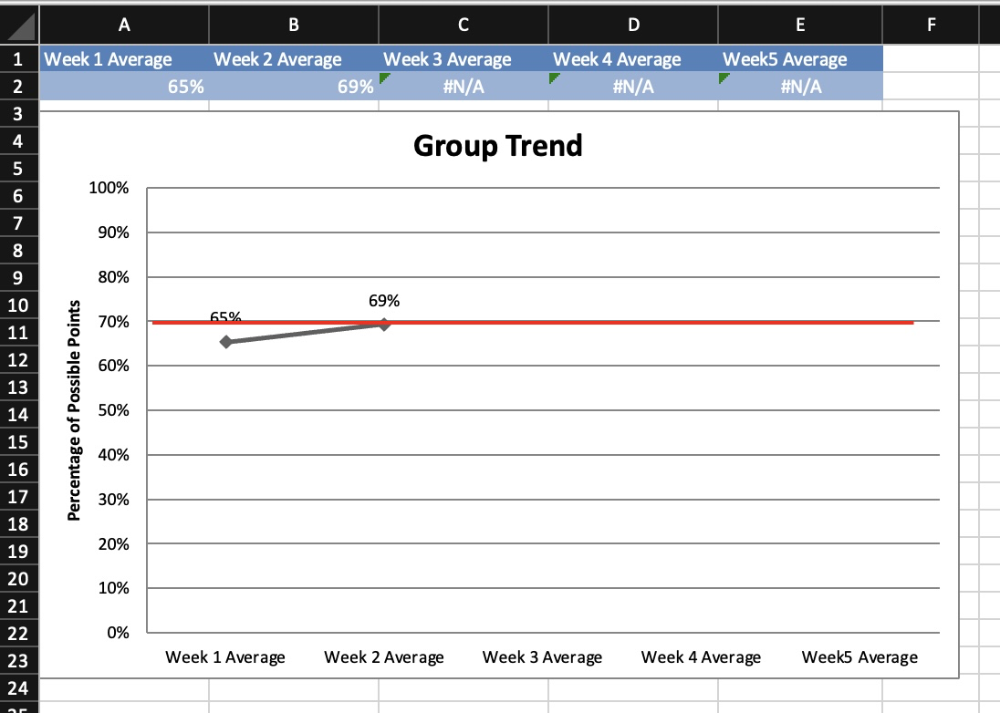 A B C D E F
1 Week 1 Average Week 2 Average Week 3 Average Week 4 Average Week5 Average
2 65% 69% #N/A #N/A #N/A
3
4 Group Trend
5
6 100%
7
8 90%
9 80%
10 69%
11 65% 70%
12 60%
13
14 50%
15
16 40%
17 30%
18
19 20%
20
21 10%
22 0%
Percentage of Possible Points
23 Week 1 Average Week 2 Average Week 3 Average Week 4 Average Week5 Average
24
25